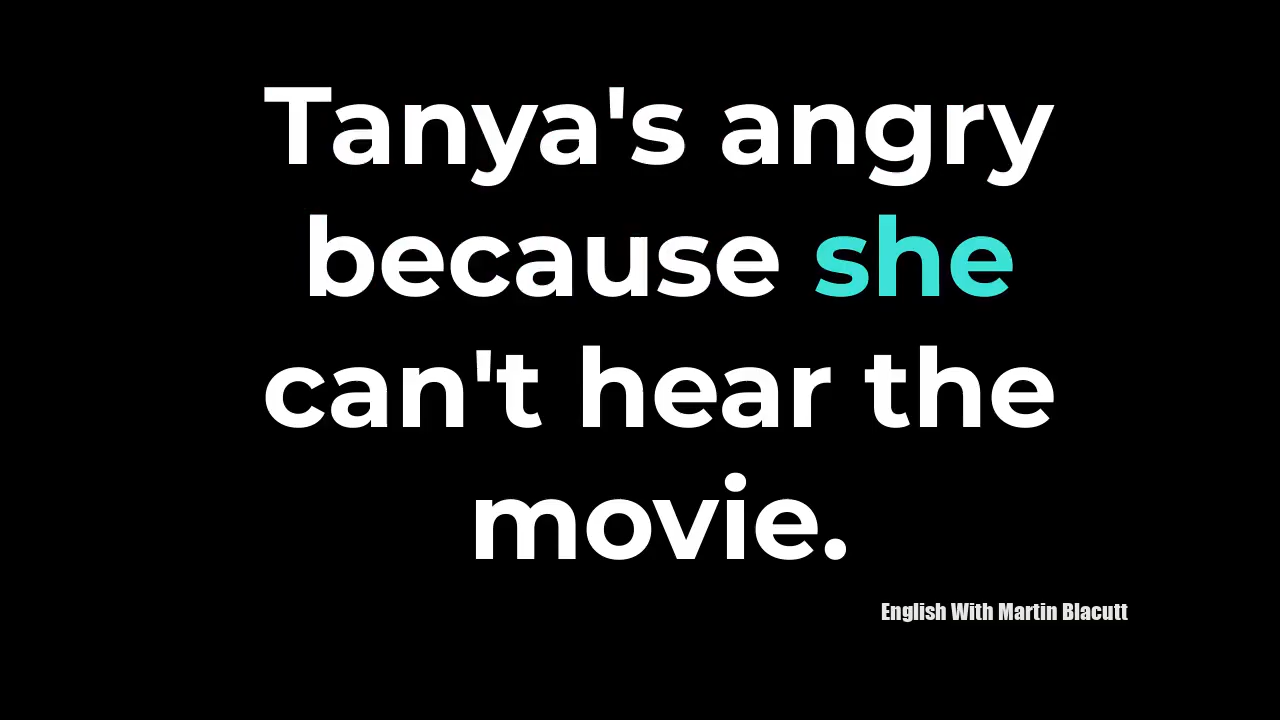 Tanya's angry
because she
can't hear the
movie.
English With Martin Blacutt